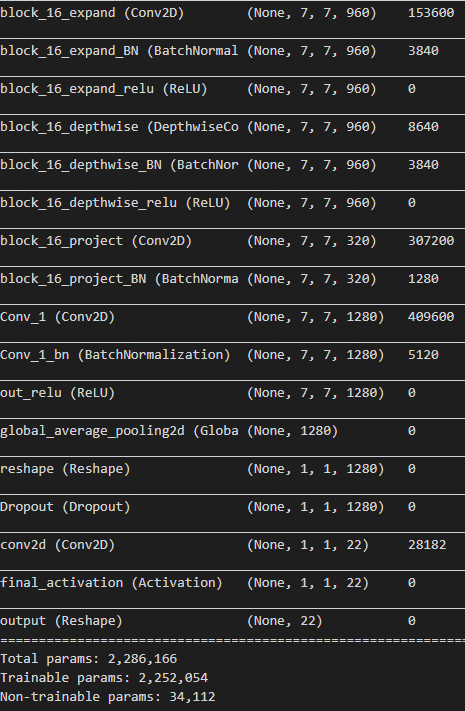 block_16_expand (Conv2D) (None, 7, 7, 960) 153600
block_16_expand_BN (BatchNormal (None, 7, 7, 960) 3840
block_16_expand_relu (ReLU) (None, 7, 7, 960) 0
block_16_depthwise (DepthwiseCo (None, 7, 7, 960) 8640
block_16_depthwise_BN (BatchNor (None, 7, 7, 960) 3840
block_16_depthwise_relu (ReLU) (None, 7, 7, 960) 0
block_16_project (Conv2D) (None, 7, 7, 320) 307200
block_16_project_BN (BatchNorma (None, 7, 7, 320) 1280
Conv_1 (Conv2D) (None, 7, 7, 1280) 409600
Conv_1_bn (BatchNormalization) (None, 7, 7, 1280) 5120
out_relu (ReLU) (None, 7, 7, 1280) 0
global_average_pooling2d (Globa (None, 1280) 0
reshape (Reshape) (None, 1, 1, 1280) 0
Dropout (Dropout) (None, 1, 1, 1280) 0
conv2d (Conv2D) (None, 1, 1, 22) 28182
final_activation (Activation) (None, 1, 1, 22) 0
output (Reshape) (None, 22) 0
Total params: 2,286,166
Trainable params: 2,252,054
Non-trainable params: 34,112